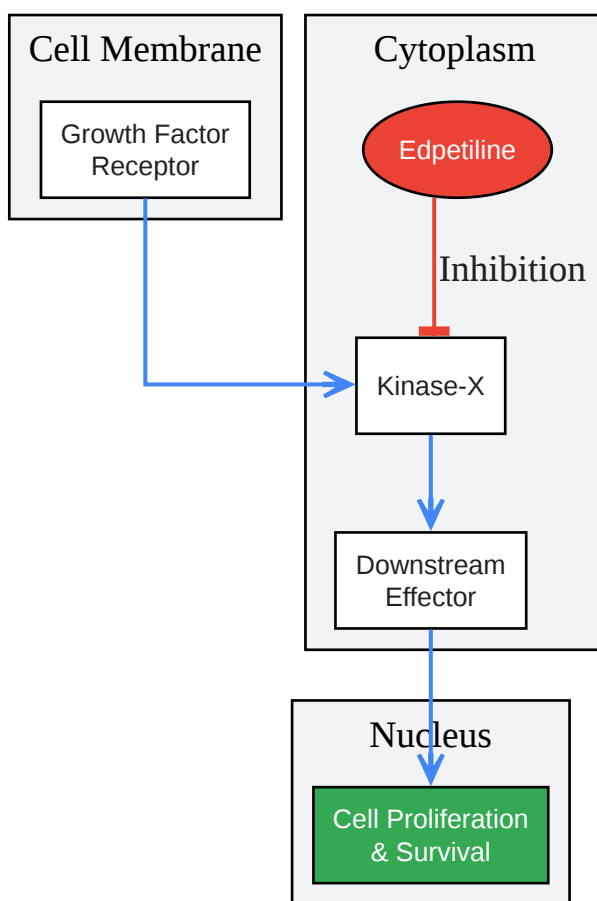 Cell Membrane
Growth Factor
Receptor
Cytoplasm
Edpetiline
Inhibition
Kinase-X
Downstream
Effector
Nucleus
Cell Proliferation
& Survival